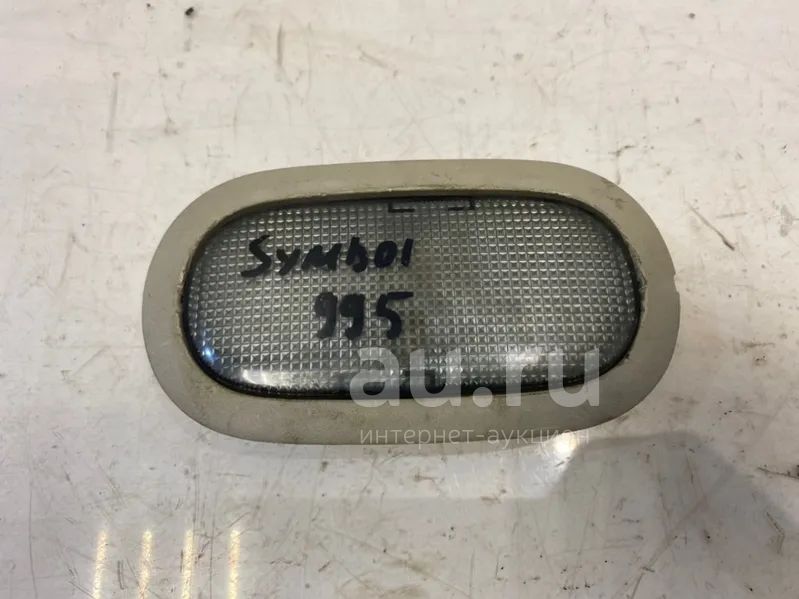 SYMBOL
995
au.ru
интернет-аукцион